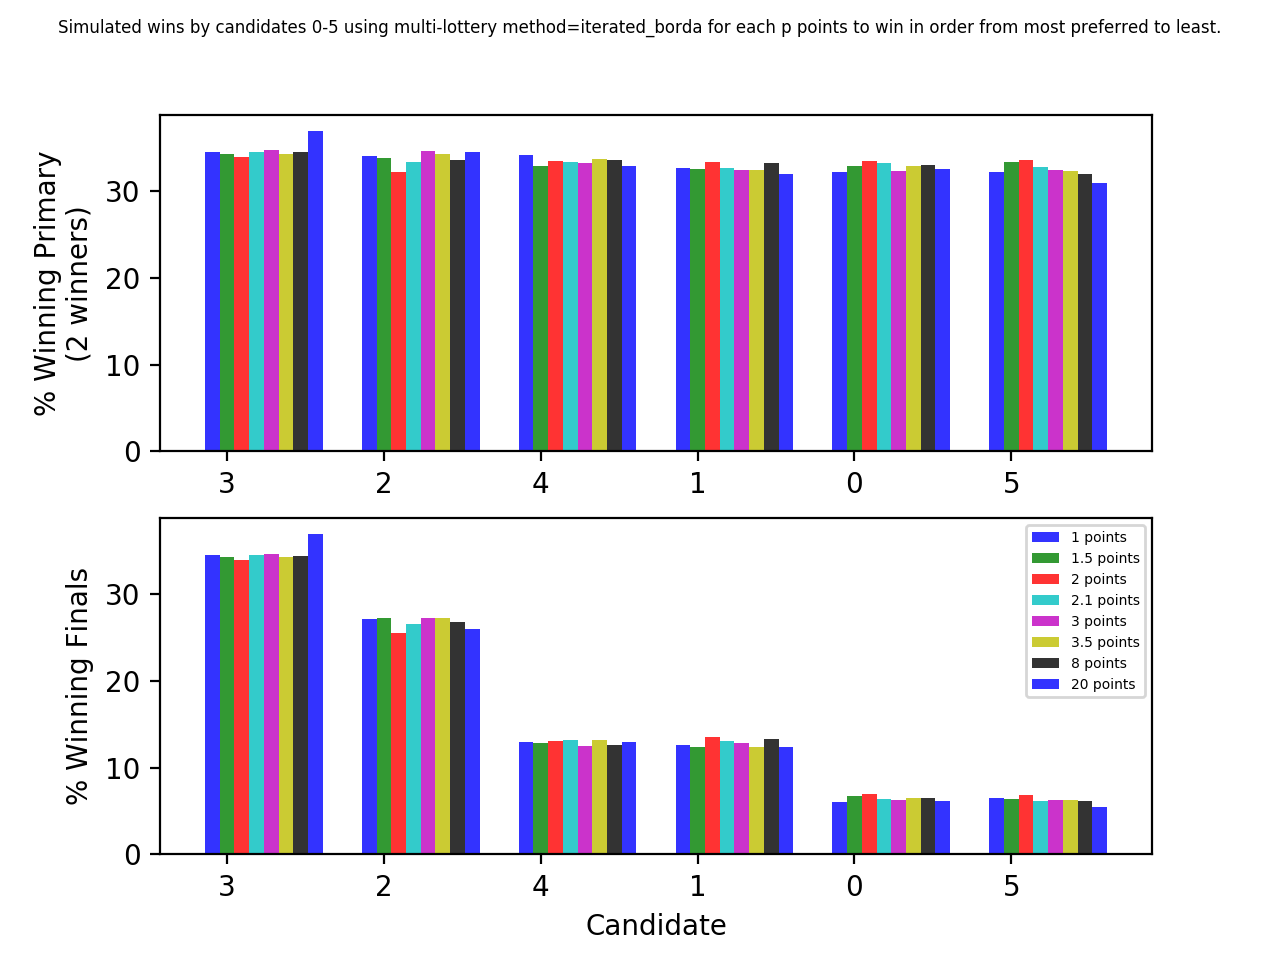 Simulated wins by candidates 0-5 using multi-lottery method=iterated_borda for each p points to win in order from most preferred to least.
% Winning Primary
(2 winners)
30
20
10
0
3 2 4 1 0 5
% Winning Finals
30
20
10
0
1 points
1.5 points
2 points
2.1 points
3 points
3.5 points
8 points
20 points
3 2 4 1 0 5
Candidate